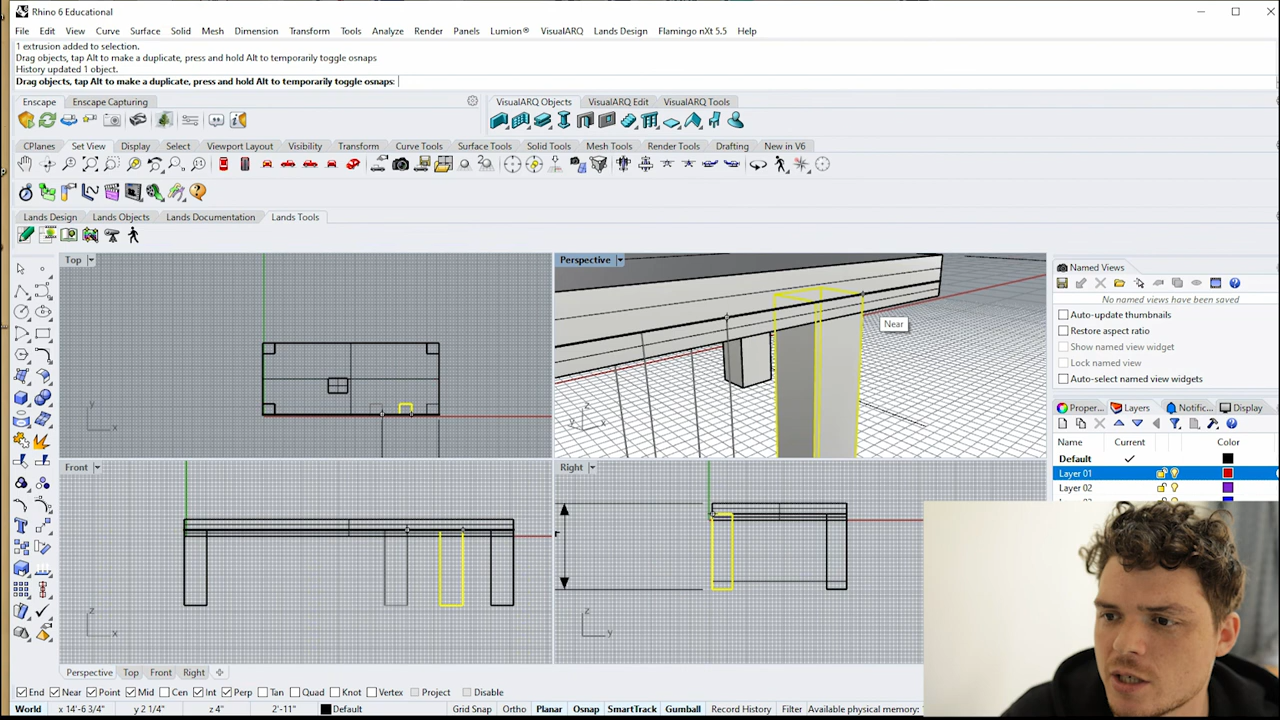 Rhino 6 Educational
File Edit View Curve Surface Solid Mesh Dimension Transform Tools Analyze Render Panels Lumion® VisualARQ Lands Design Flamingo nXt 5.5 Help
1 extrusion added to selection.
Drag objects, tap Alt to make a duplicate, press and hold Alt to temporarily toggle osnaps
History updated 1 object.
Drag objects, tap Alt to make a duplicate, press and hold Alt to temporarily toggle osnaps:
Enscape Enscape Capturing VisualARQ Objects VisualARQ Edit VisualARQ Tools
CPlanes Set View Display Select Viewport Layout Visibility Transform Curve Tools Surface Tools Solid Tools Mesh Tools Render Tools Drafting New in V6
Lands Design Lands Objects Lands Documentation Lands Tools
Top
y
x
Perspective
Near
z
y x
Front
z
x
Right
z
y
Perspective Top Front Right
Named Views
No named views have been saved
Auto-update thumbnails
Restore aspect ratio
Show named view widget
Lock named view
Auto-select named view widgets
Proper... Layers Notific... Display
Name Current Color
Default
Layer 01
Layer 02
End Near Point Mid Cen Int Perp Tan Quad Knot Vertex Project Disable
World x 14'-6 3/4" y 2 1/4" z 4" 2'-11" Default Grid Snap Ortho Planar Osnap SmartTrack Gumball Record History Filter Available physical memory: